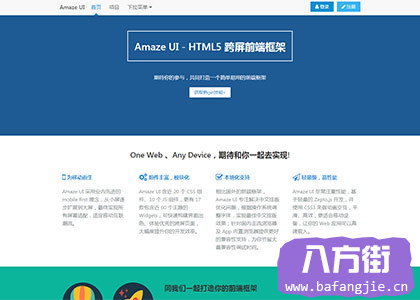 Amaze UI 首页 项目 下拉菜单 登录 注册
Amaze UI - HTML5 跨屏前端框架
期待你的参与，共同打造一个简单易用的前端框架
One Web 、Any Device，期待和你一起去实现!
为移动而生
组件丰富，模块化
本地化支持
轻量级，高性能
Amaze UI 采用业内先进的
mobile first 理念，从小屏逐
步扩展到大屏，最终实现所
有屏幕适配，适应移动互联
潮流。
Amaze UI 含近 20 个 CSS 组
件、10 个 JS 组件，更有 17
款包含近 60 个主题的
Widgets，可快速构建界面出
色、体验优秀的跨屏页面，
大幅提升你的开发效率。
相比国外的前端框架，
Amaze UI 专注解决中文排版
优化问题，根据操作系统调
整字体，实现最佳中文排版
效果；针对国内主流浏览器
及 App 内置浏览器提供更好
的兼容性支持，为你节省大
量兼容性调试时间。
Amaze UI 非常注重性能，基
于轻量的 Zepto.js 开发，并
使用 CSS3 来做动画交互，平
滑、高效，更适合移动设
备，让你的 Web 应用可以高
速载入。
同我们一起打造你的前端框架
八方街
www.bafangjie.cn